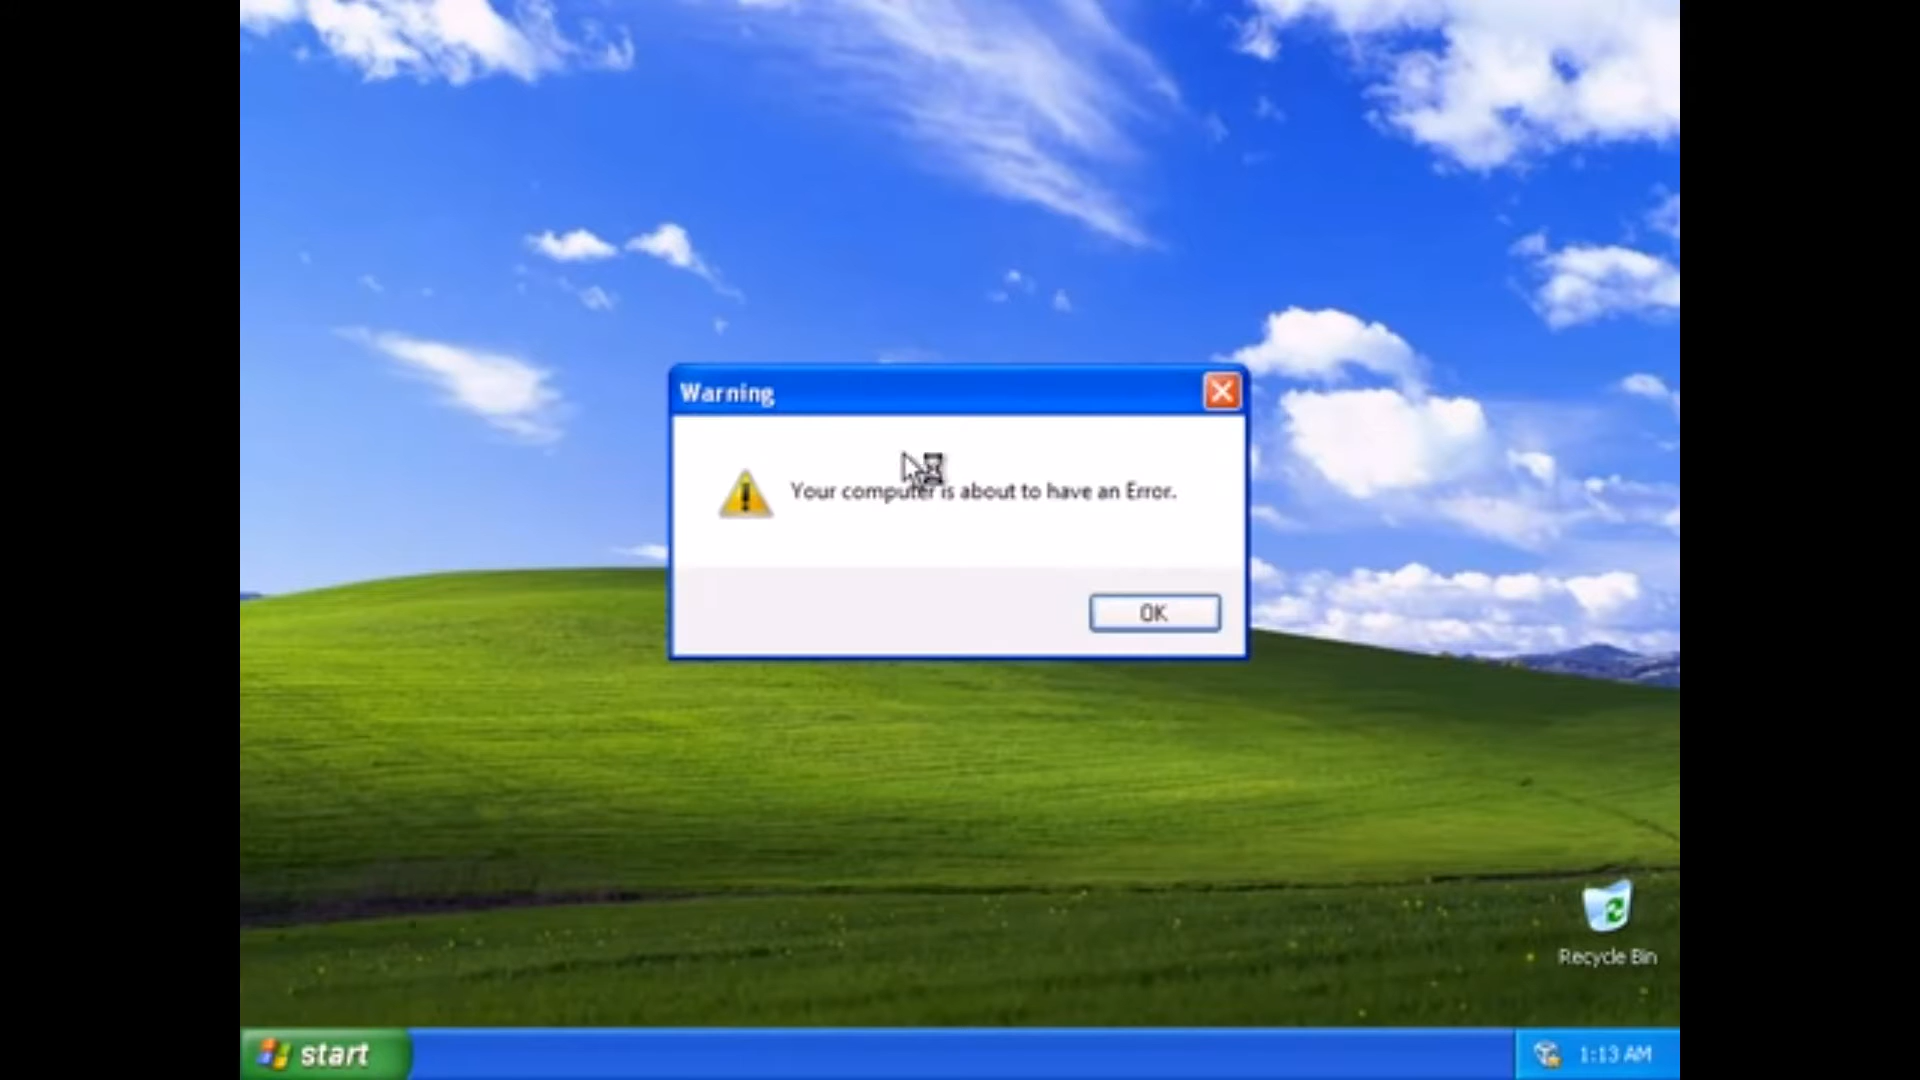 Warning
Your computer is about to have an Error.
OK
Recycle Bin
start
1:13 AM